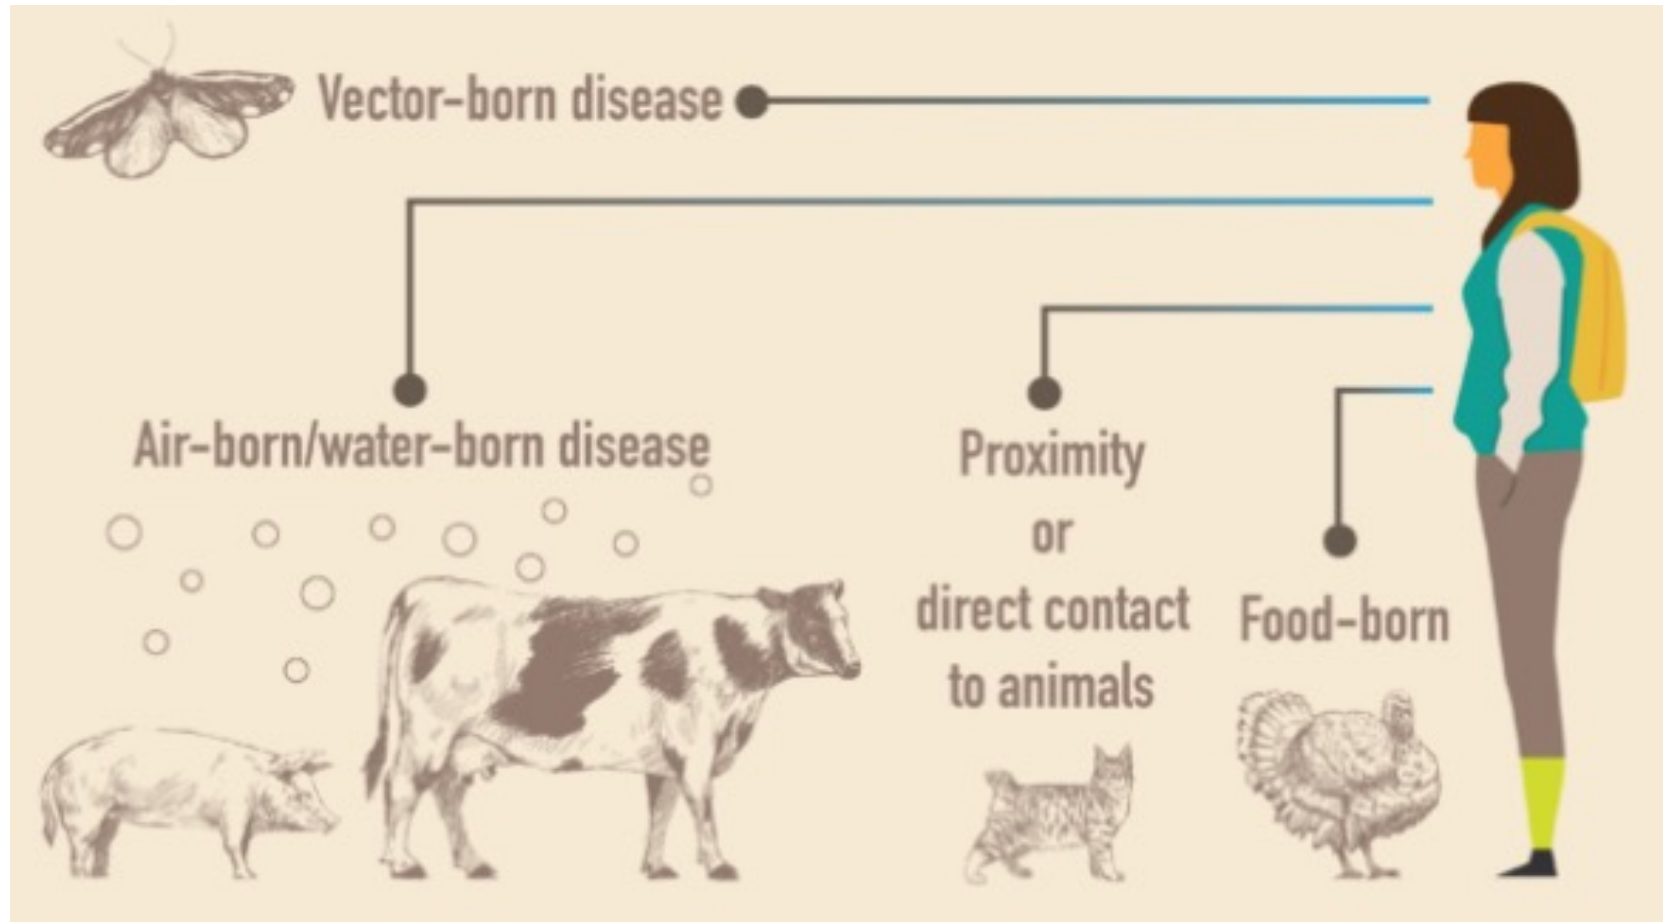 Vector-born disease
Air-born/water-born disease
Proximity
or
direct contact
to animals
Food-born